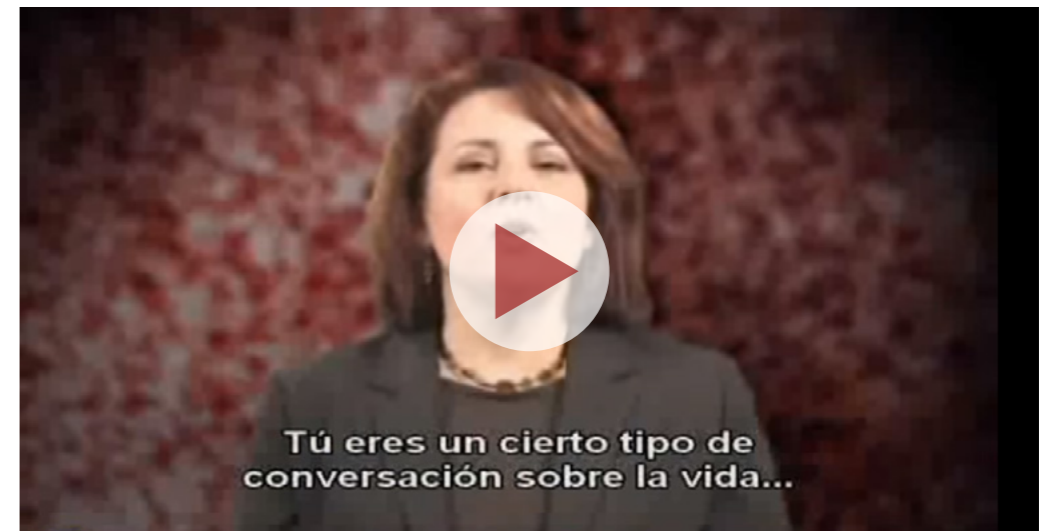 Tú eres un cierto tipo de
conversación sobre la vida...